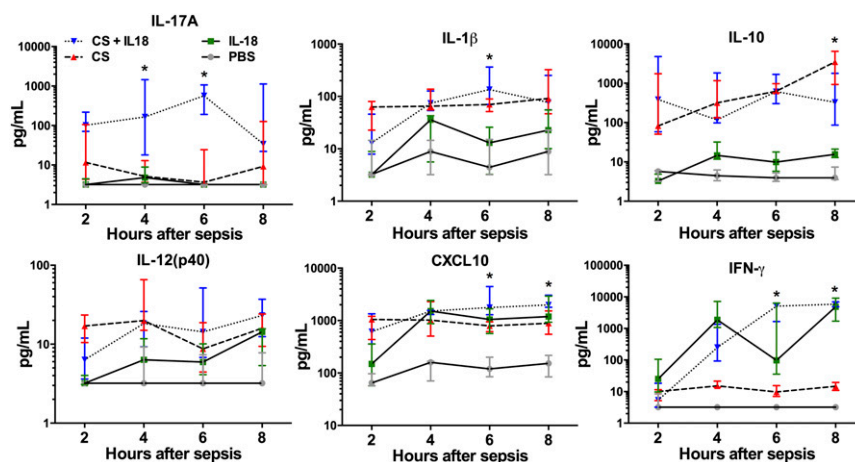 IL-17A
CS + IL18
IL-18
CS
PBS
pg/mL
10000
1000
100
10
1
*
*
2
4
6
8
Hours after sepsis
IL-1β
pg/mL
1000
100
10
1
*
2
4
6
8
Hours after sepsis
IL-10
pg/mL
10000
1000
100
10
1
*
2
4
6
8
Hours after sepsis
IL-12(p40)
pg/mL
100
10
1
2
4
6
8
Hours after sepsis
CXCL10
pg/mL
10000
1000
100
10
*
*
2
4
6
8
Hours after sepsis
IFN-γ
pg/mL
10000
1000
100
10
1
*
*
2
4
6
8
Hours after sepsis